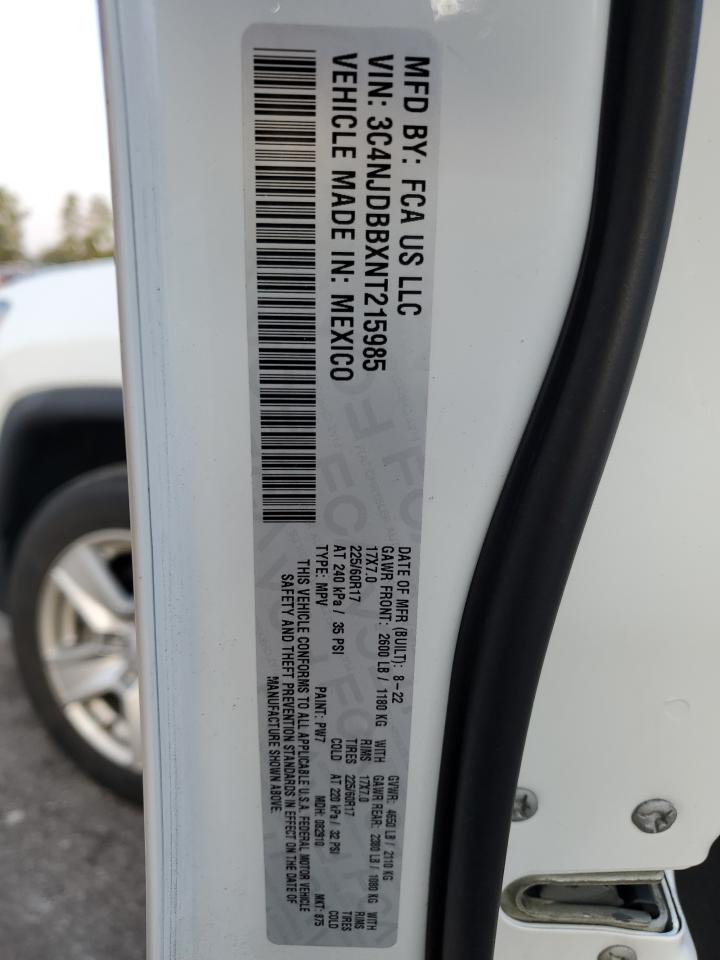 MFD BY: FCA US LLC
VIN: 3C4NJDBBXNT215985
VEHICLE MADE IN: MEXICO
DATE OF MFR (BUILT): 8-22 GVWR: 4650 LB / 2110 KG
GAWR FRONT: 2600 LB / 1180 KG WITH GAWR REAR: 2380 LB / 1080 KG WITH
17X7.0 RIMS 17X7.0 RIMS
225/60R17 TIRES 225/60R17 TIRES
AT 240 kPa / 35 PSI COLD AT 220 kPa / 32 PSI COLD
TYPE: MPV PAINT: PW7 MDH: 082910 MKT: 875
THIS VEHICLE CONFORMS TO ALL APPLICABLE U.S.A. FEDERAL MOTOR VEHICLE
SAFETY AND THEFT PREVENTION STANDARDS IN EFFECT ON THE DATE OF
MANUFACTURE SHOWN ABOVE.